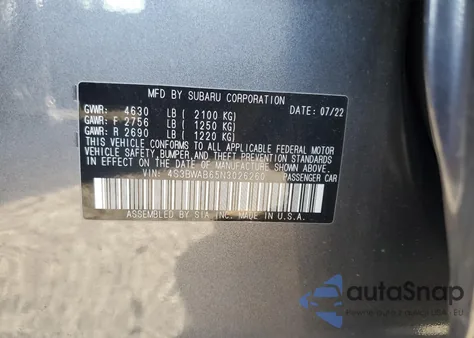 MFD BY SUBARU CORPORATION DATE: 07/22
GVWR: 4630 LB ( 2100 KG)
GAWR: F 2756 LB ( 1250 KG)
GAWR: R 2690 LB ( 1220 KG)
THIS VEHICLE CONFORMS TO ALL APPLICABLE FEDERAL MOTOR
VEHICLE SAFETY, BUMPER, AND THEFT PREVENTION STANDARDS
IN EFFECT ON THE DATE OF MANUFACTURE SHOWN ABOVE.
VIN: 4S3BWAB65N3026260 PASSENGER CAR
ASSEMBLED BY SIA, INC. MADE IN U.S.A.
autoSnap